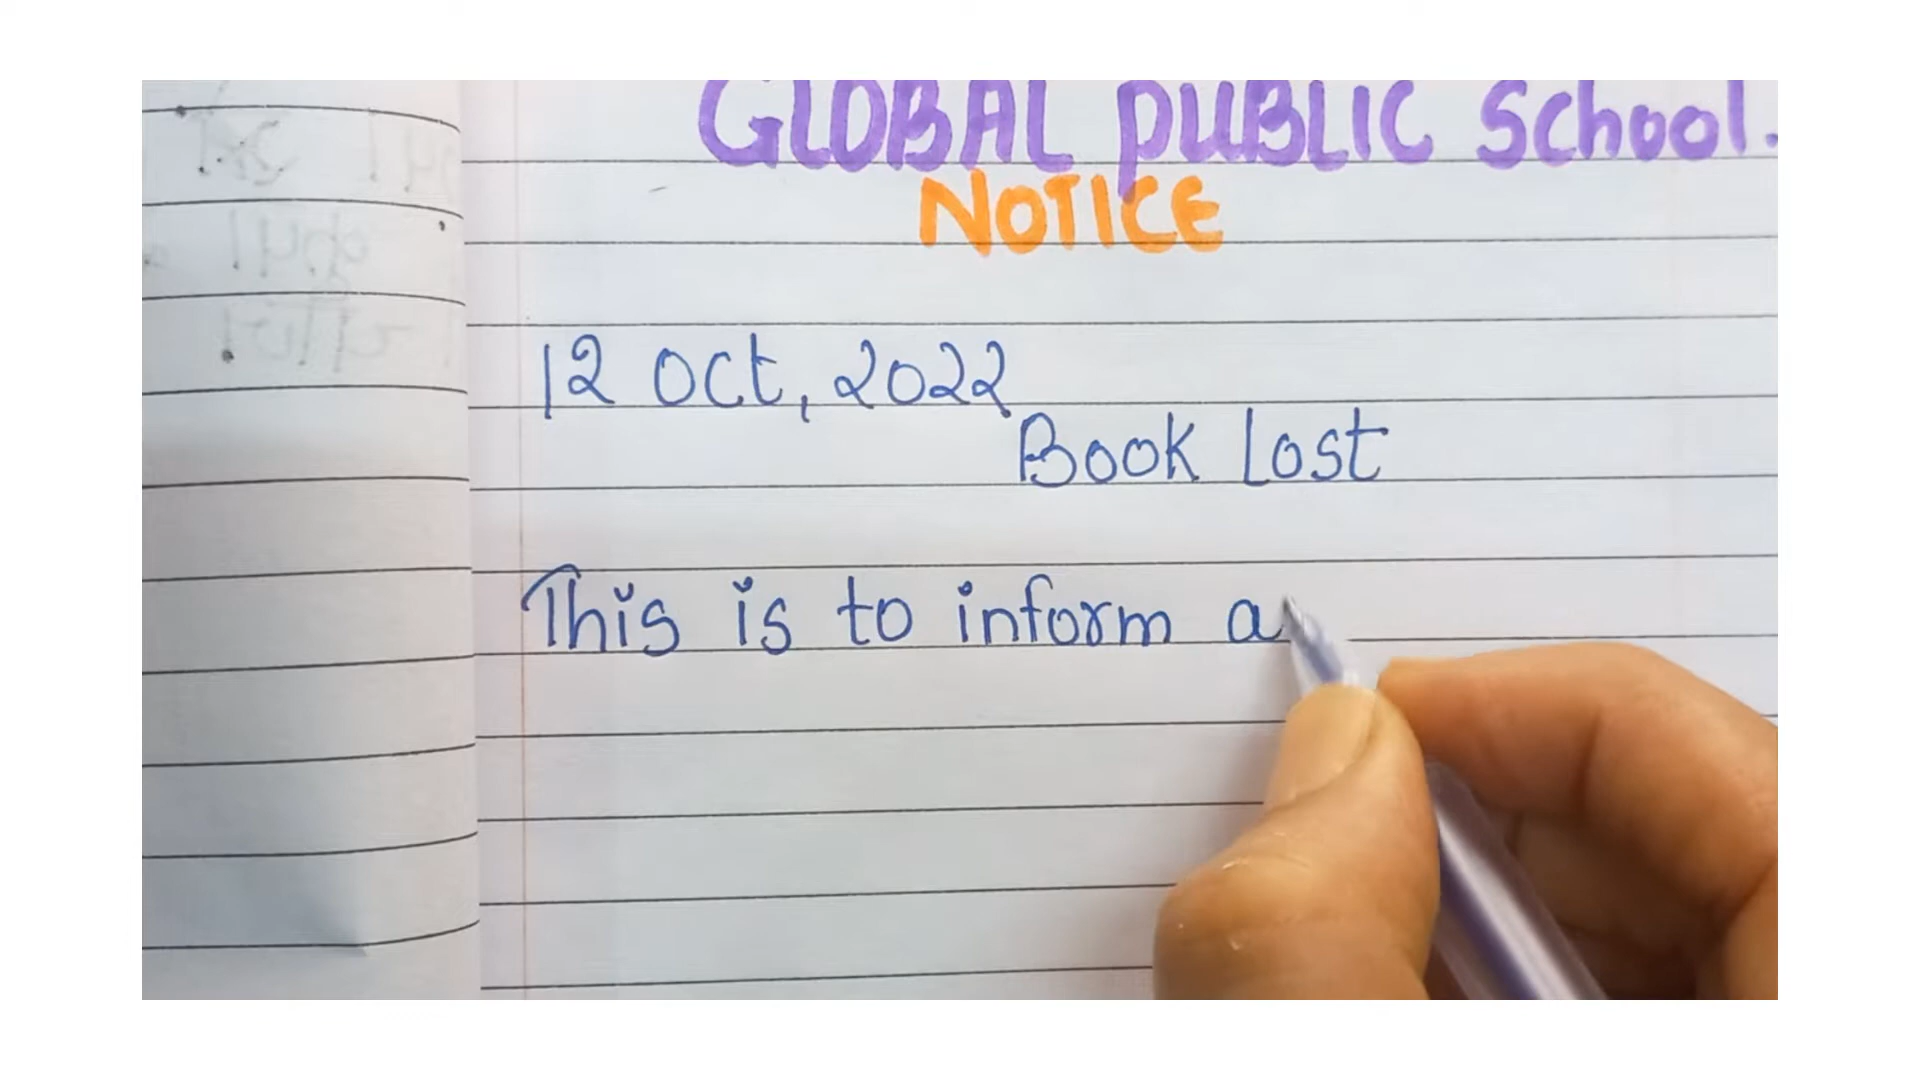 GLOBAL PUBLIC School.
NOTICE
12 Oct, 2022
Book Lost
This is to inform a